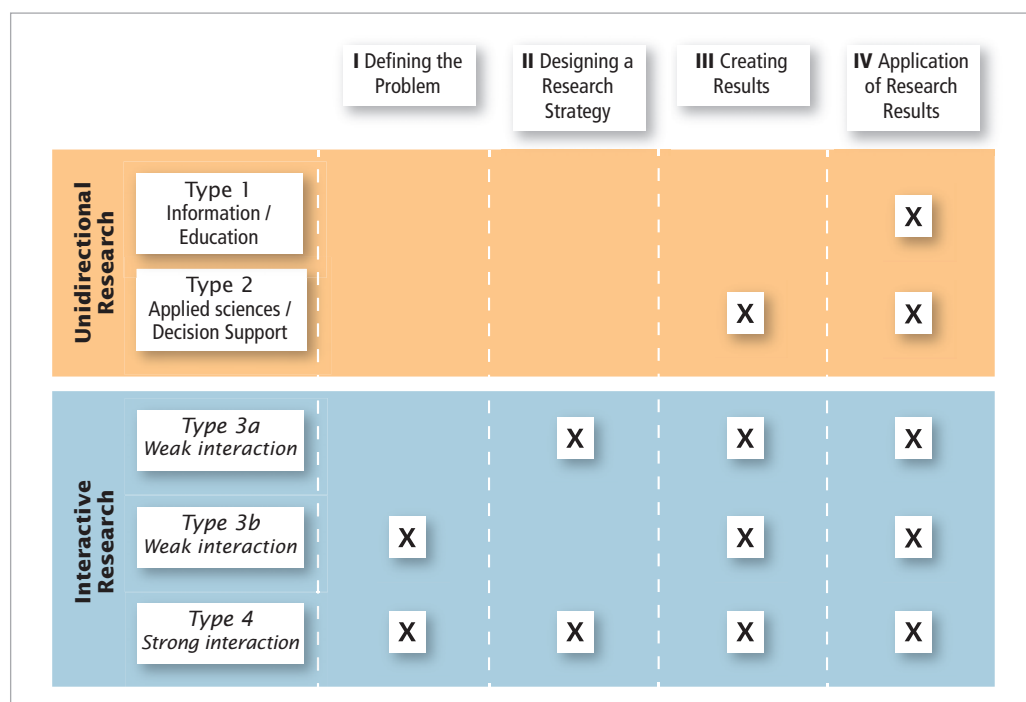 I Defining the
Problem
II Designing a
Research
Strategy
III Creating
Results
IV Application
of Research
Results
Unidirectional
Research
Type 1
Information /
Education
X
Type 2
Applied sciences /
Decision Support
X
X
Interactive
Research
Type 3a
Weak interaction
X
X
X
Type 3b
Weak interaction
X
X
X
Type 4
Strong interaction
X
X
X
X